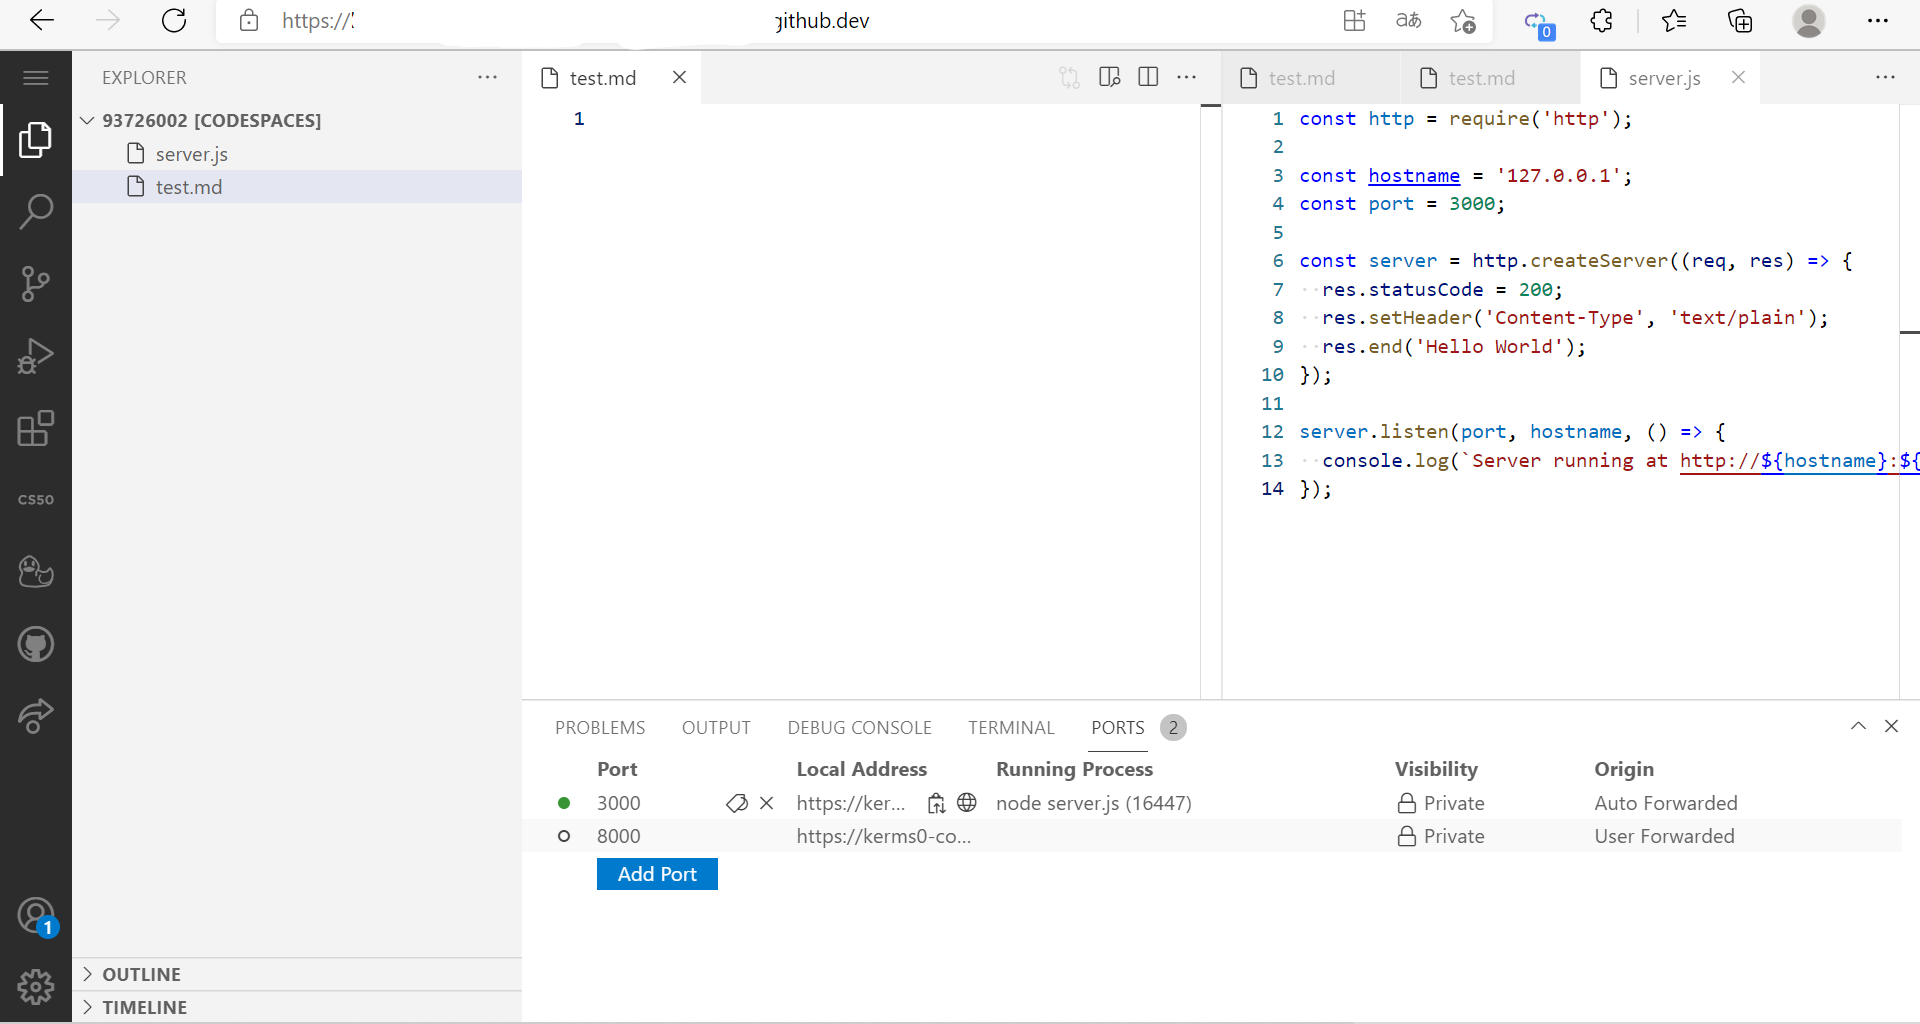 https://
github.dev
aあ
0
EXPLORER
93726002 [CODESPACES]
server.js
test.md
CS50
1
OUTLINE
TIMELINE
test.md
1
test.md
test.md
server.js
1 const http = require('http');
2
3 const hostname = '127.0.0.1';
4 const port = 3000;
5
6 const server = http.createServer((req, res) => {
7 ··res.statusCode = 200;
8 ··res.setHeader('Content-Type', 'text/plain');
9 ··res.end('Hello World');
10 });
11
12 server.listen(port, hostname, () => {
13 ··console.log(`Server running at http://${hostname}:${
14 });
PROBLEMS OUTPUT DEBUG CONSOLE TERMINAL PORTS 2
Port Local Address Running Process Visibility Origin
3000 https://ker... node server.js (16447) Private Auto Forwarded
8000 https://kerms0-co... Private User Forwarded
Add Port